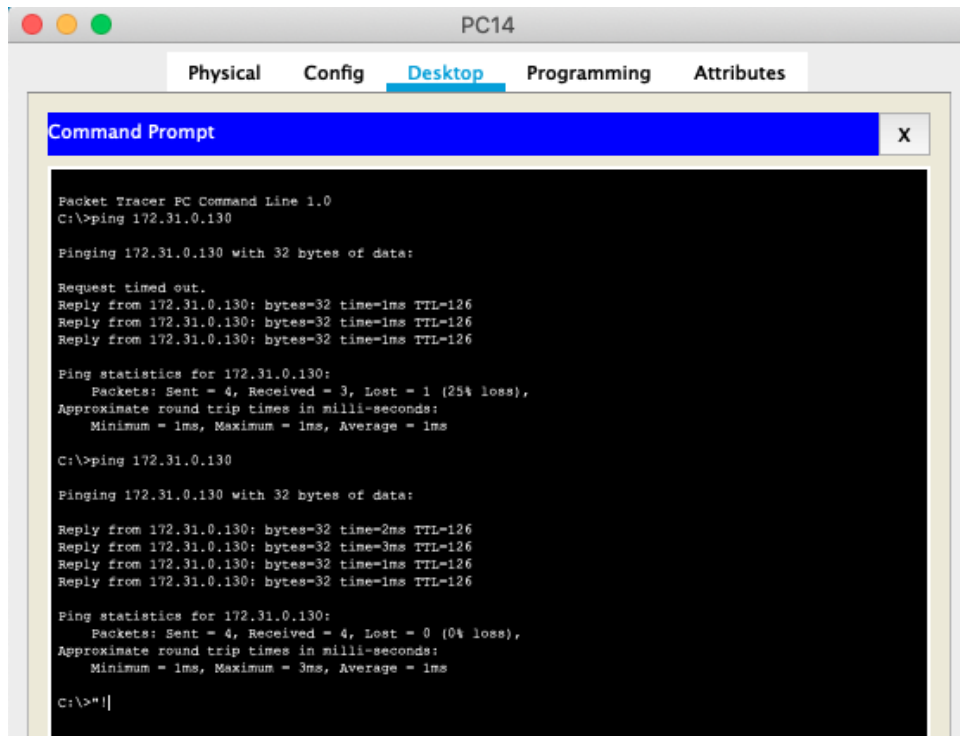 PC14
Physical Config Desktop Programming Attributes
Command Prompt
X
Packet Tracer PC Command Line 1.0
C:\>ping 172.31.0.130
Pinging 172.31.0.130 with 32 bytes of data:
Request timed out.
Reply from 172.31.0.130: bytes=32 time=1ms TTL=126
Reply from 172.31.0.130: bytes=32 time=1ms TTL=126
Reply from 172.31.0.130: bytes=32 time=1ms TTL=126
Ping statistics for 172.31.0.130:
Packets: Sent = 4, Received = 3, Lost = 1 (25% loss),
Approximate round trip times in milli-seconds:
Minimum = 1ms, Maximum = 1ms, Average = 1ms
C:\>ping 172.31.0.130
Pinging 172.31.0.130 with 32 bytes of data:
Reply from 172.31.0.130: bytes=32 time=2ms TTL=126
Reply from 172.31.0.130: bytes=32 time=3ms TTL=126
Reply from 172.31.0.130: bytes=32 time=1ms TTL=126
Reply from 172.31.0.130: bytes=32 time=1ms TTL=126
Ping statistics for 172.31.0.130:
Packets: Sent = 4, Received = 4, Lost = 0 (0% loss),
Approximate round trip times in milli-seconds:
Minimum = 1ms, Maximum = 3ms, Average = 1ms
C:\>"!